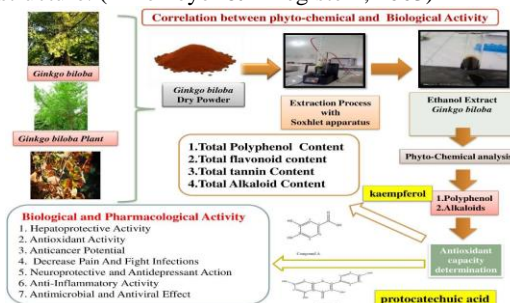 Correlation between phyto-chemical and Biological Activity
Ginkgo biloba
Ginkgo biloba Plant
Ginkgo biloba
Dry Powder
Extraction Process
with
Soxhlet apparatus
Ethanol Extract
Ginkgo biloba
Phyto-Chemical analysis
1.Polyphenol
2.Alkaloids
Antioxidant
capacity
determination
kaempferol
protocatechuic acid
1.Total Polyphenol Content
2.Total flavonoid content
3.Total tannin Content
4.Total Alkaloid Content
Biological and Pharmacological Activity
1. Hepatoprotective Activity
2. Antioxidant Activity
3. Anticancer Potential
4. Decrease Pain And Fight Infections
5. Neuroprotective and Antidepressant Action
6. Anti-Inflammatory Activity
7. Antimicrobial and Antiviral Effect